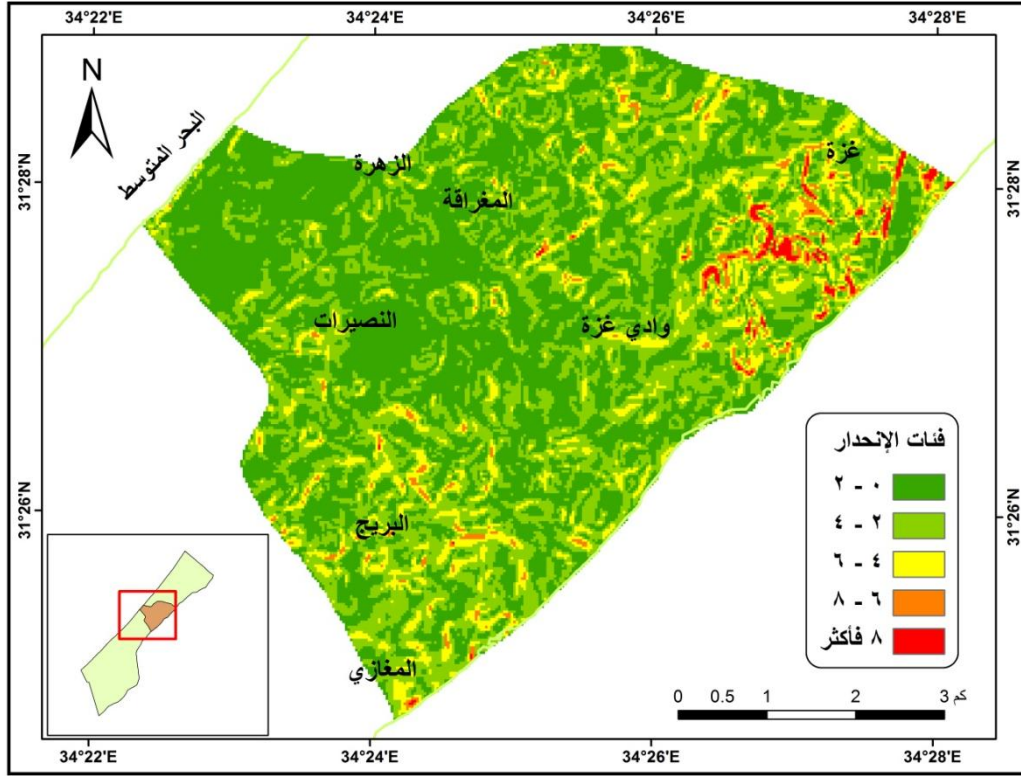 34°22'E
34°24'E
34°26'E
34°28'E
N
البحر المتوسط
31°28'N
31°28'N
غزة
الزهرة
المغراقة
النصيرات
وادي غزة
فئات الإنحدار
٠ - ٢
٢ - ٤
٤ - ٦
٦ - ٨
٨ فأكثر
31°26'N
31°26'N
البريج
المغازي
0 0.5 1 2 3 كم
34°22'E
34°24'E
34°26'E
34°28'E